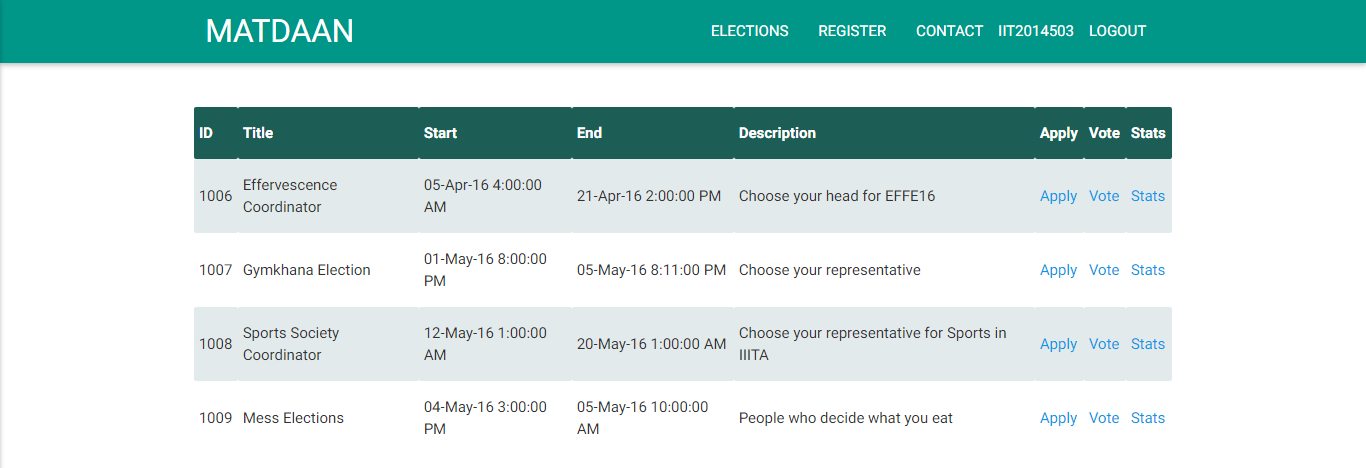 MATDAAN ELECTIONS REGISTER CONTACT IIT2014503 LOGOUT
ID Title Start End Description Apply Vote Stats
1006 Effervescence Coordinator 05-Apr-16 4:00:00 AM 21-Apr-16 2:00:00 PM Choose your head for EFFE16 Apply Vote Stats
1007 Gymkhana Election 01-May-16 8:00:00 PM 05-May-16 8:11:00 PM Choose your representative Apply Vote Stats
1008 Sports Society Coordinator 12-May-16 1:00:00 AM 20-May-16 1:00:00 AM Choose your representative for Sports in IIITA Apply Vote Stats
1009 Mess Elections 04-May-16 3:00:00 PM 05-May-16 10:00:00 AM People who decide what you eat Apply Vote Stats